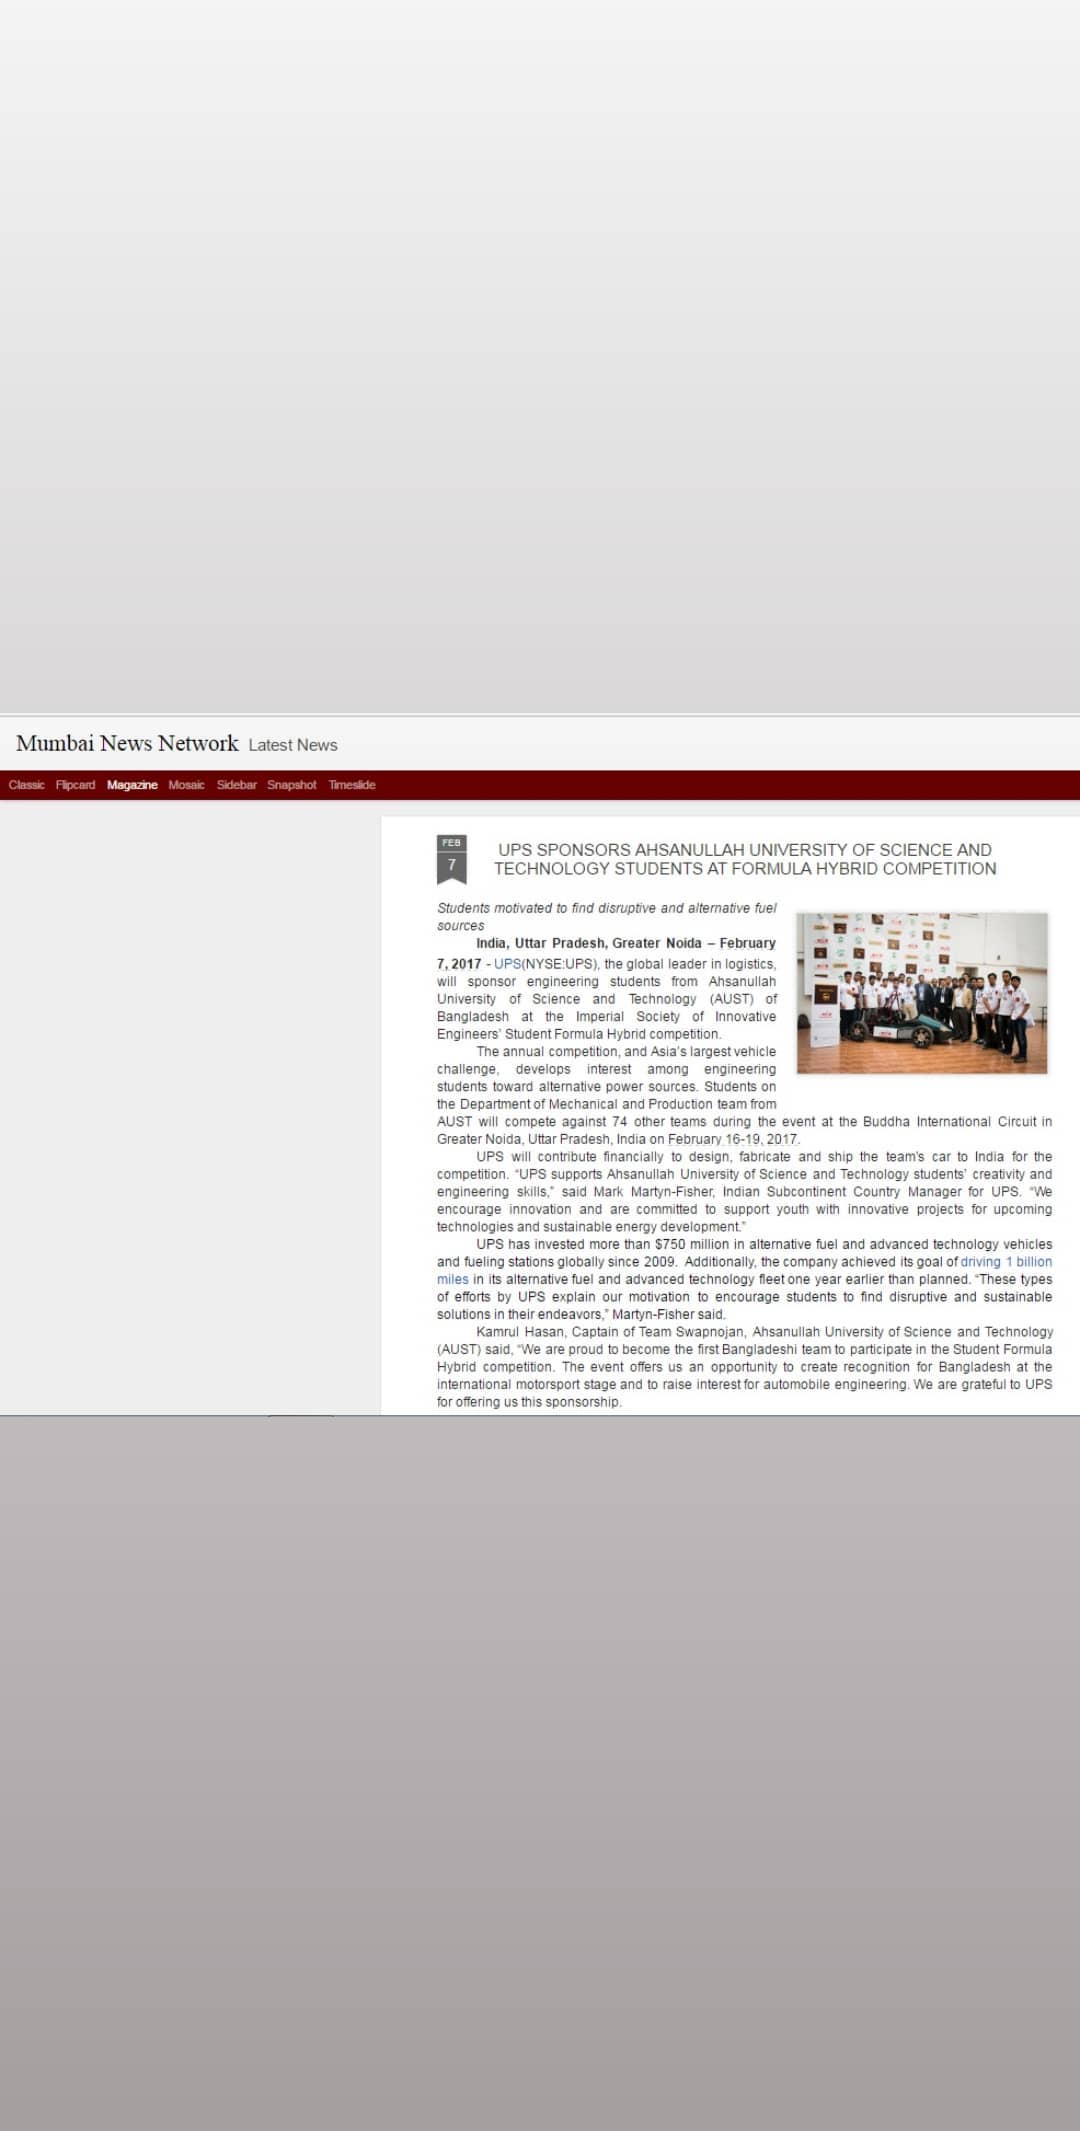 Mumbai News Network Latest News
Classic Flipcard Magazine Mosaic Sidebar Snapshot Timeslide
FEB
7
UPS SPONSORS AHSANULLAH UNIVERSITY OF SCIENCE AND
TECHNOLOGY STUDENTS AT FORMULA HYBRID COMPETITION
Students motivated to find disruptive and alternative fuel
sources
India, Uttar Pradesh, Greater Noida – February
7, 2017 - UPS(NYSE:UPS), the global leader in logistics,
will sponsor engineering students from Ahsanullah
University of Science and Technology (AUST) of
Bangladesh at the Imperial Society of Innovative
Engineers' Student Formula Hybrid competition.
The annual competition, and Asia's largest vehicle
challenge, develops interest among engineering
students toward alternative power sources. Students on
the Department of Mechanical and Production team from
AUST will compete against 74 other teams during the event at the Buddha International Circuit in
Greater Noida, Uttar Pradesh, India on February 16-19, 2017.
UPS will contribute financially to design, fabricate and ship the team's car to India for the
competition. "UPS supports Ahsanullah University of Science and Technology students' creativity and
engineering skills," said Mark Martyn-Fisher, Indian Subcontinent Country Manager for UPS. "We
encourage innovation and are committed to support youth with innovative projects for upcoming
technologies and sustainable energy development."
UPS has invested more than $750 million in alternative fuel and advanced technology vehicles
and fueling stations globally since 2009. Additionally, the company achieved its goal of driving 1 billion
miles in its alternative fuel and advanced technology fleet one year earlier than planned. "These types
of efforts by UPS explain our motivation to encourage students to find disruptive and sustainable
solutions in their endeavors," Martyn-Fisher said.
Kamrul Hasan, Captain of Team Swapnojan, Ahsanullah University of Science and Technology
(AUST) said, "We are proud to become the first Bangladeshi team to participate in the Student Formula
Hybrid competition. The event offers us an opportunity to create recognition for Bangladesh at the
international motorsport stage and to raise interest for automobile engineering. We are grateful to UPS
for offering us this sponsorship.